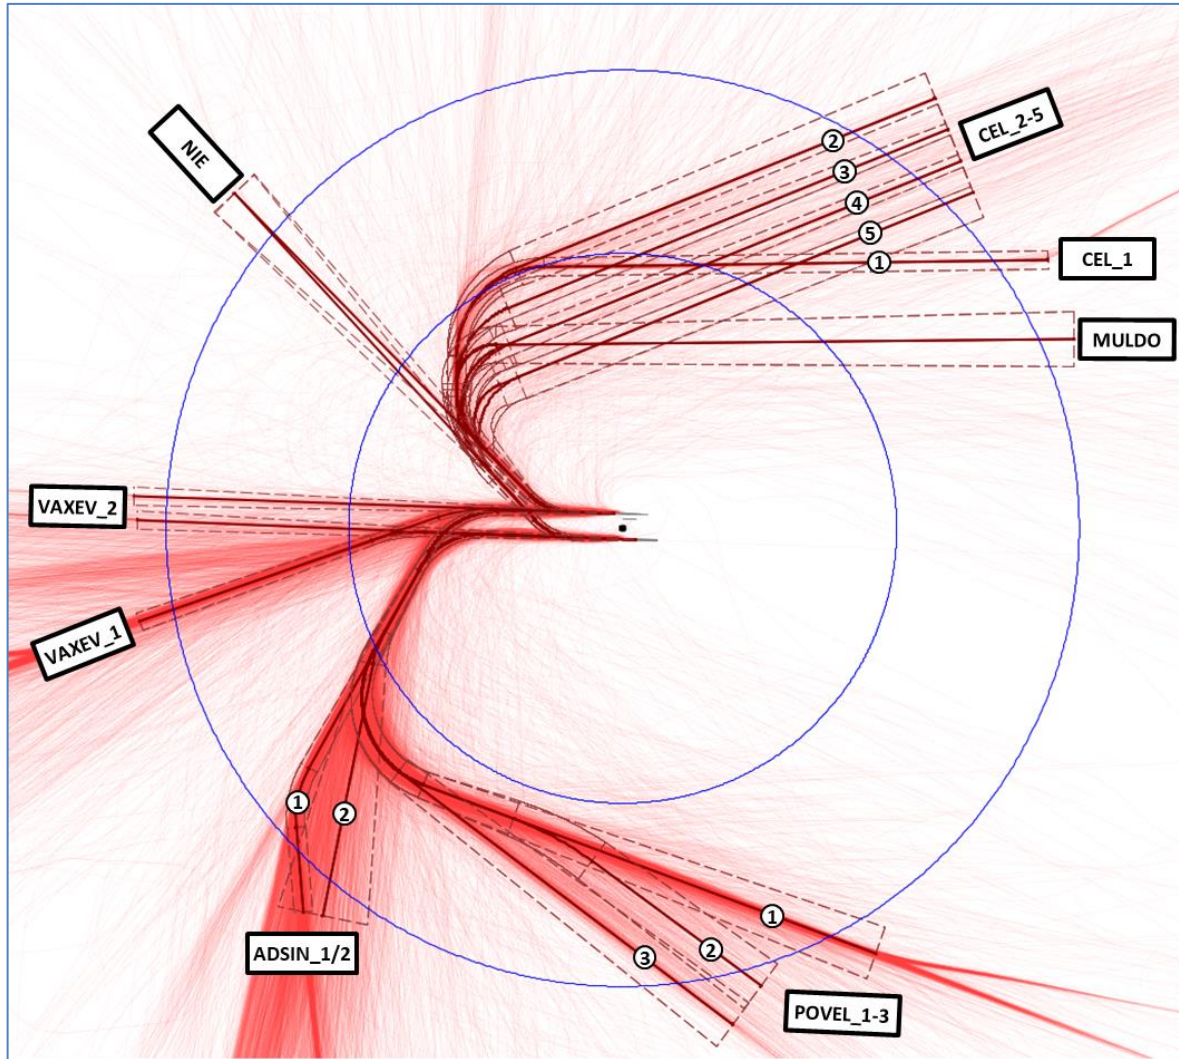 NIE
CEL_2-5
2
3
4
5
1
CEL_1
MULDO
VAXEV_2
VAXEV_1
1
2
ADSIN_1/2
1
2
3
POVEL_1-3